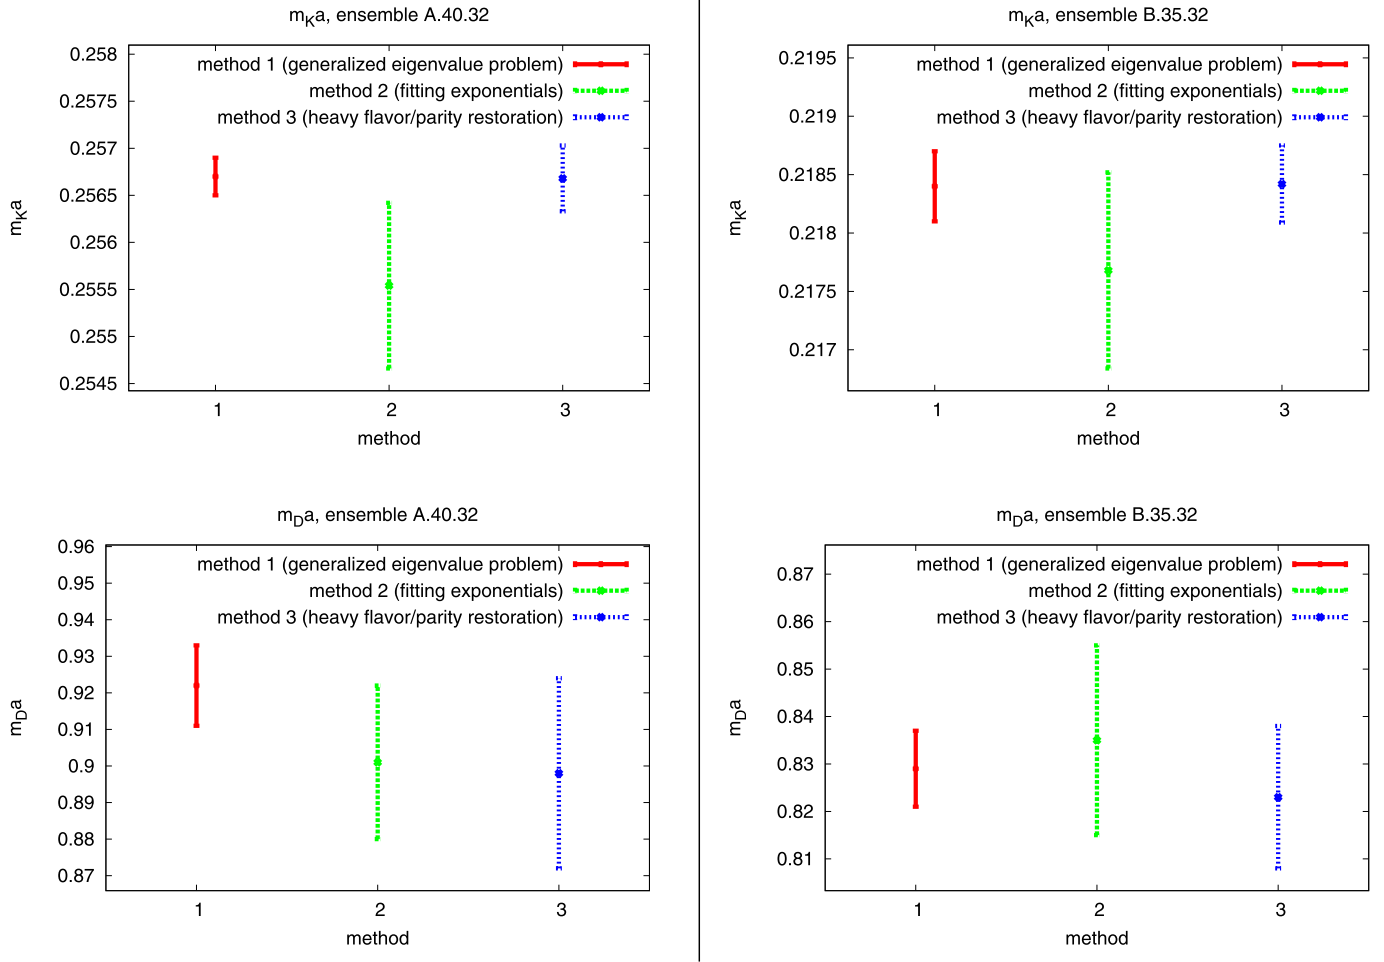 mKa, ensemble A.40.32
0.258
0.2575
0.257
0.2565
0.256
0.2555
0.255
0.2545
mKa
method 1 (generalized eigenvalue problem)
method 2 (fitting exponentials)
method 3 (heavy flavor/parity restoration)
1 2 3
method
mKa, ensemble B.35.32
0.2195
0.219
0.2185
0.218
0.2175
0.217
mKa
method 1 (generalized eigenvalue problem)
method 2 (fitting exponentials)
method 3 (heavy flavor/parity restoration)
1 2 3
method
mDa, ensemble A.40.32
0.96
0.95
0.94
0.93
0.92
0.91
0.9
0.89
0.88
0.87
mDa
method 1 (generalized eigenvalue problem)
method 2 (fitting exponentials)
method 3 (heavy flavor/parity restoration)
1 2 3
method
mDa, ensemble B.35.32
0.87
0.86
0.85
0.84
0.83
0.82
0.81
mDa
method 1 (generalized eigenvalue problem)
method 2 (fitting exponentials)
method 3 (heavy flavor/parity restoration)
1 2 3
method